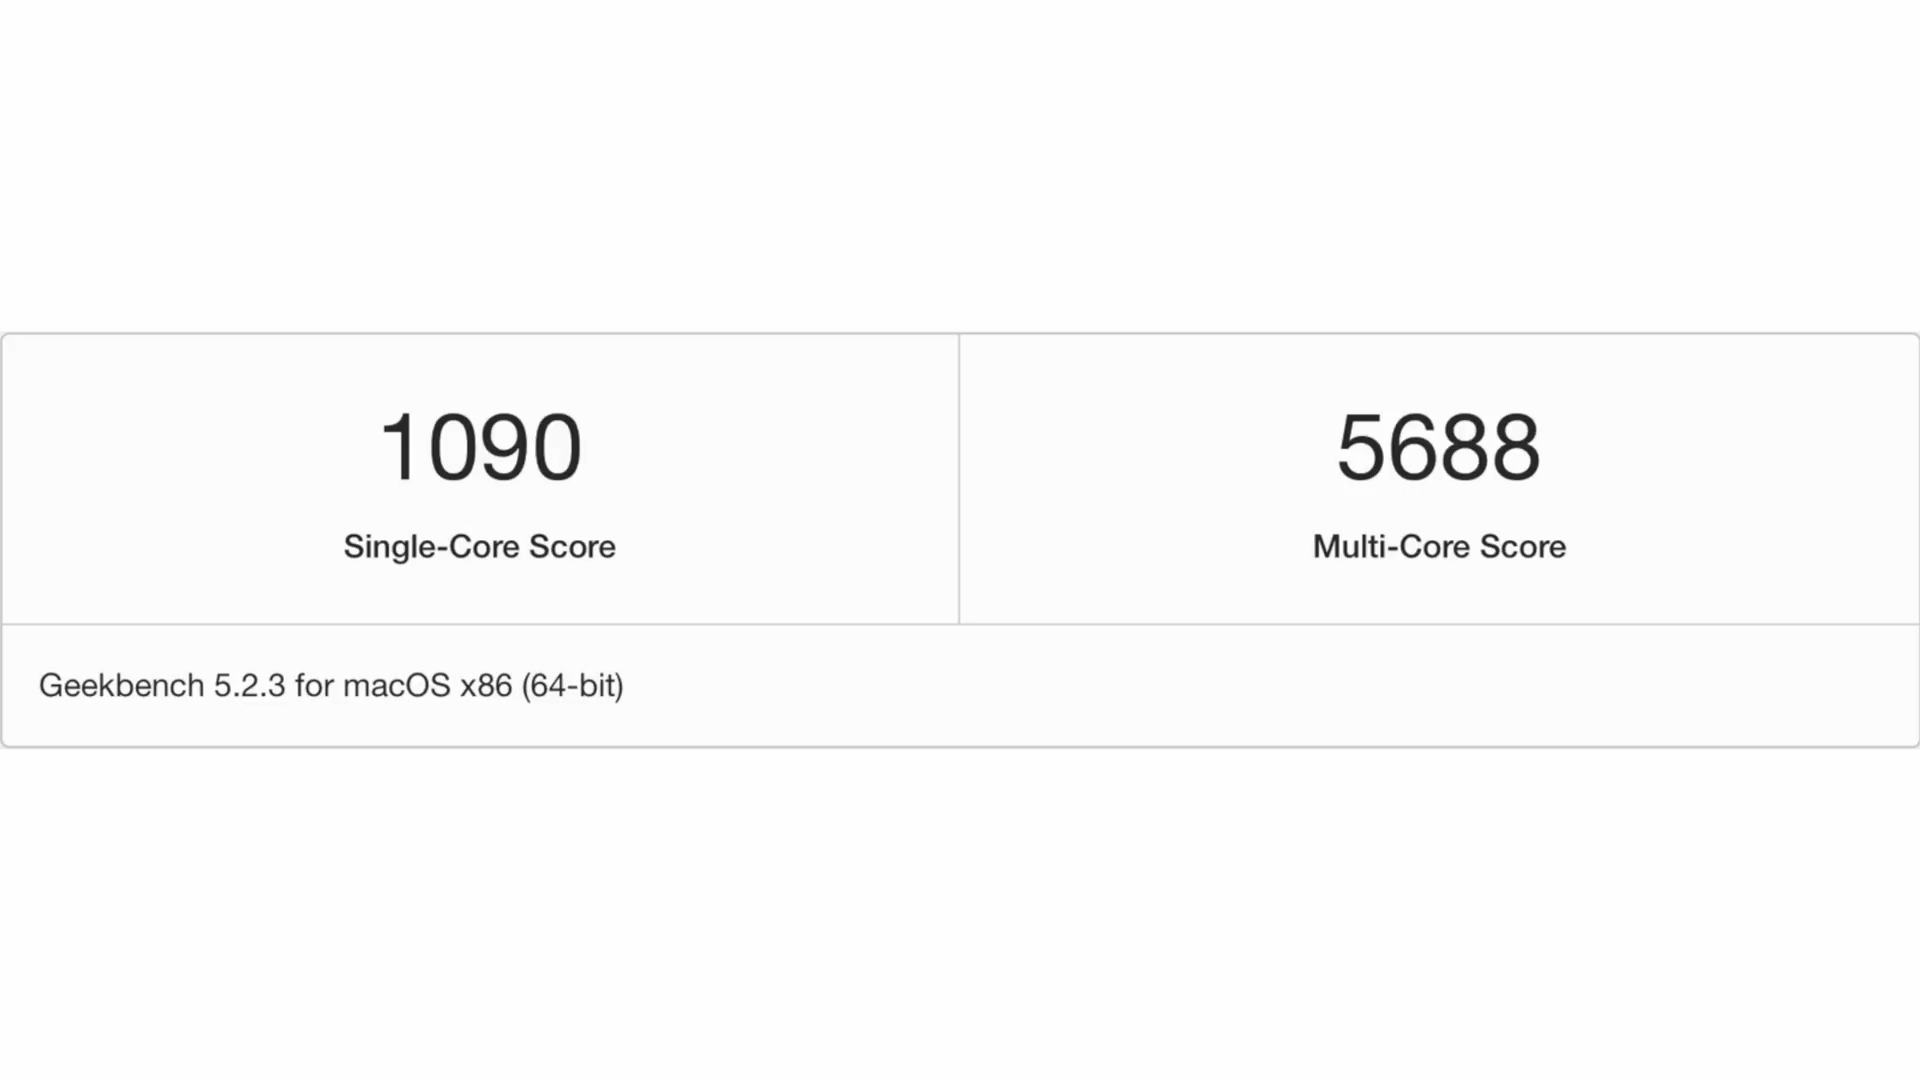 1090
Single-Core Score
5688
Multi-Core Score
Geekbench 5.2.3 for macOS x86 (64-bit)